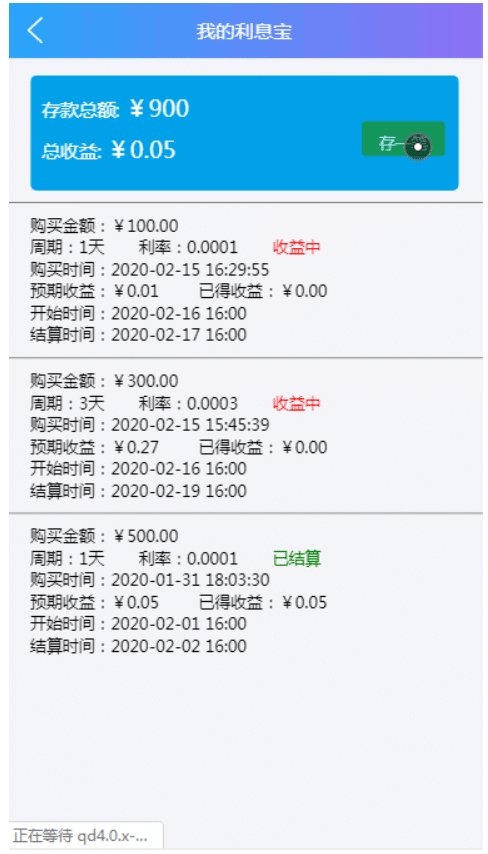 我的利息宝
存款总额: ¥ 900
总收益: ¥ 0.05
存一
购买金额：¥100.00
周期：1天 利率：0.0001 收益中
购买时间：2020-02-15 16:29:55
预期收益：¥0.01 已得收益：¥0.00
开始时间：2020-02-16 16:00
结算时间：2020-02-17 16:00
购买金额：¥300.00
周期：3天 利率：0.0003 收益中
购买时间：2020-02-15 15:45:39
预期收益：¥0.27 已得收益：¥0.00
开始时间：2020-02-16 16:00
结算时间：2020-02-19 16:00
购买金额：¥500.00
周期：1天 利率：0.0001 已结算
购买时间：2020-01-31 18:03:30
预期收益：¥0.05 已得收益：¥0.05
开始时间：2020-02-01 16:00
结算时间：2020-02-02 16:00
正在等待 qd4.0.x-...